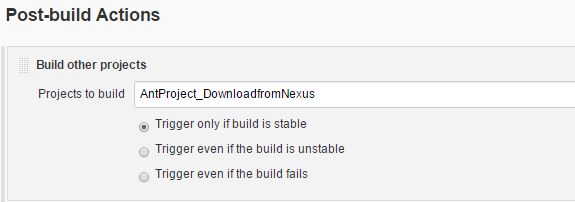 Post-build Actions
Build other projects
Projects to build AntProject_DownloadfromNexus
Trigger only if build is stable
Trigger even if the build is unstable
Trigger even if the build fails